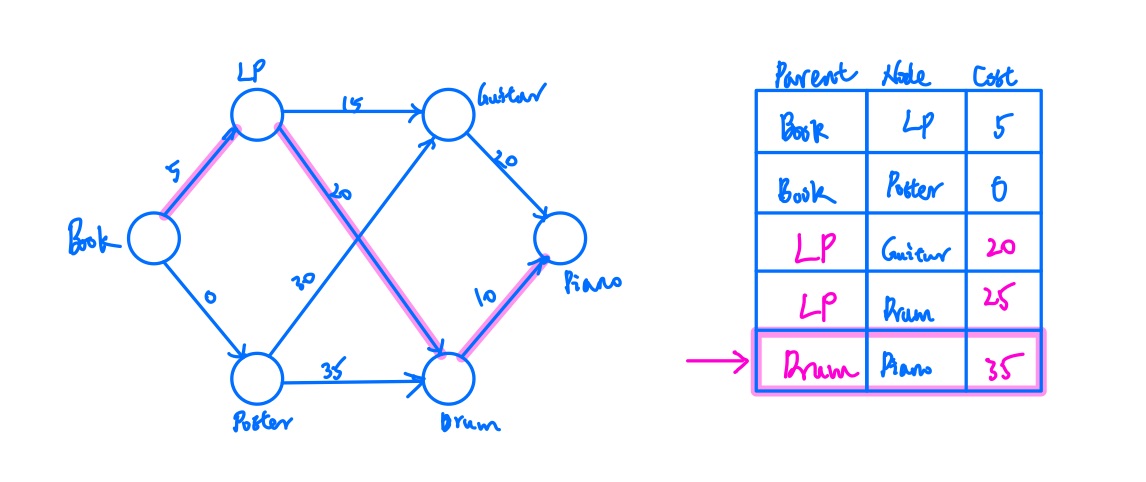 LP
15
Guitar
5
20
20
Book
30
10
Piano
0
35
Poster
Drum
Parent Node Cost
Book LP 5
Book Poster 0
LP Guitar 20
LP Drum 25
Drum Piano 35